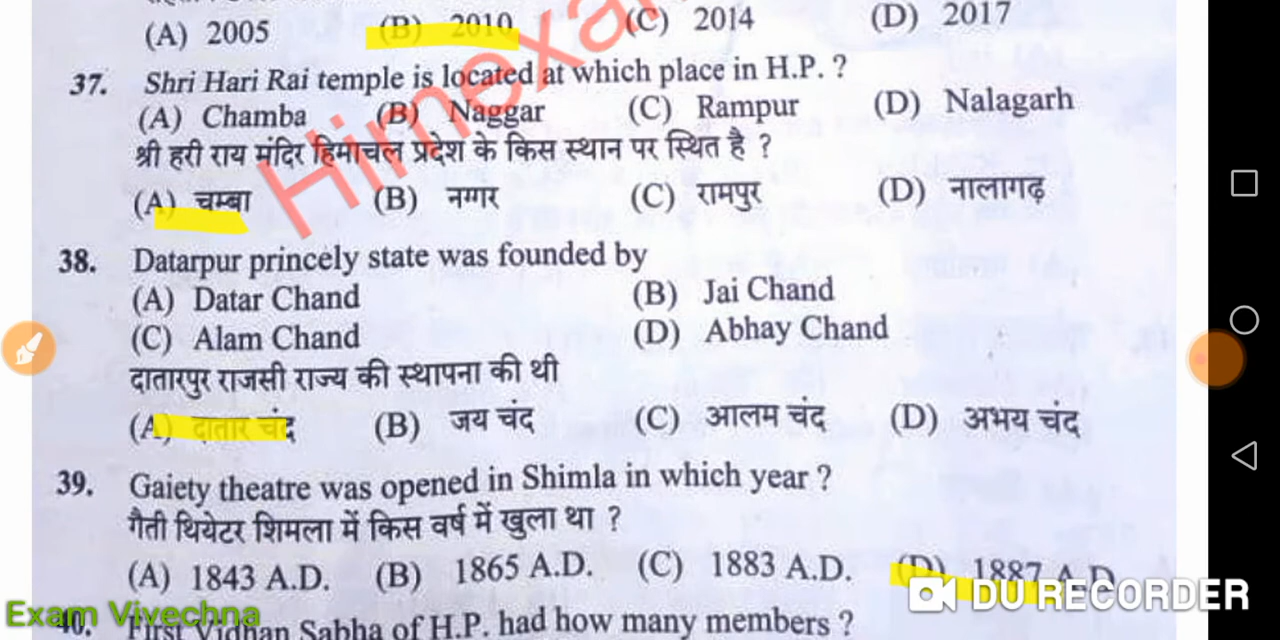 (A) 2005 (B) 2010 (C) 2014 (D) 2017
37. Shri Hari Rai temple is located at which place in H.P. ?
(A) Chamba (B) Naggar (C) Rampur (D) Nalagarh
श्री हरी राय मंदिर हिमाचल प्रदेश के किस स्थान पर स्थित है ?
(A) चम्बा (B) नग्गर (C) रामपुर (D) नालागढ़
38. Datarpur princely state was founded by
(A) Datar Chand (B) Jai Chand
(C) Alam Chand (D) Abhay Chand
दातारपुर राजसी राज्य की स्थापना की थी
(A) दातार चंद (B) जय चंद (C) आलम चंद (D) अभय चंद
39. Gaiety theatre was opened in Shimla in which year ?
गैती थियेटर शिमला में किस वर्ष में खुला था ?
(A) 1843 A.D. (B) 1865 A.D. (C) 1883 A.D. (D) 1887 A.D.
DU RECORDER
Exam Vivechna
40. First Vidhan Sabha of H.P. had how many members ?
Himexa